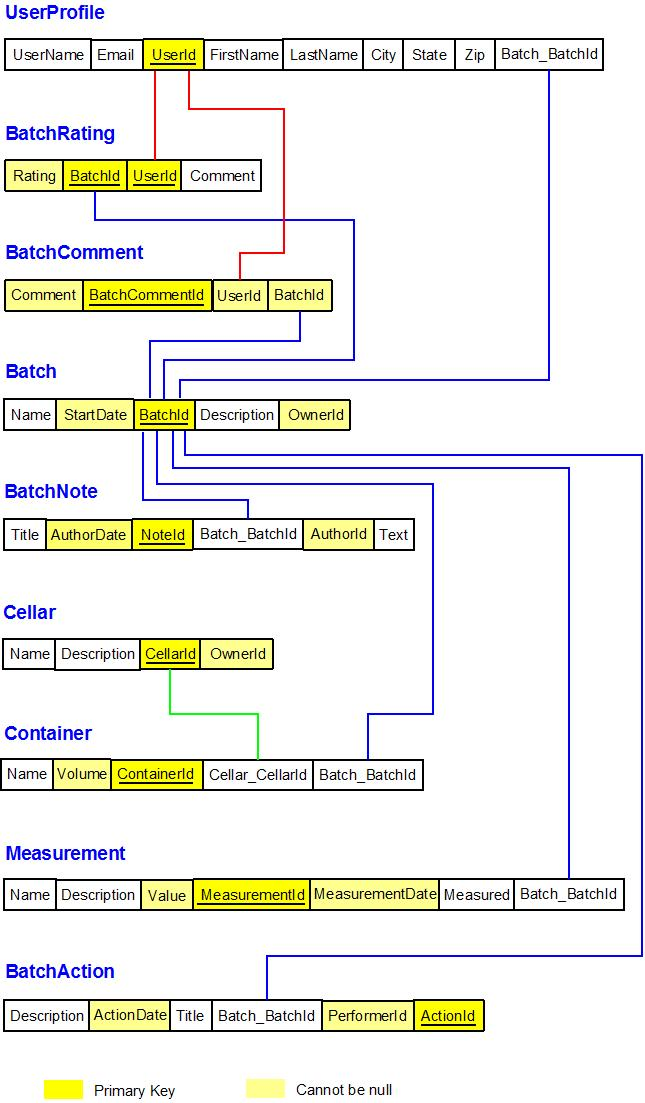 UserProfile
UserName Email UserId FirstName LastName City State Zip Batch_BatchId
BatchRating
Rating BatchId UserId Comment
BatchComment
Comment BatchCommentId UserId BatchId
Batch
Name StartDate BatchId Description OwnerId
BatchNote
Title AuthorDate NoteId Batch_BatchId AuthorId Text
Cellar
Name Description CellarId OwnerId
Container
Name Volume ContainerId Cellar_CellarId Batch_BatchId
Measurement
Name Description Value MeasurementId MeasurementDate Measured Batch_BatchId
BatchAction
Description ActionDate Title Batch_BatchId PerformerId ActionId
Primary Key Cannot be null